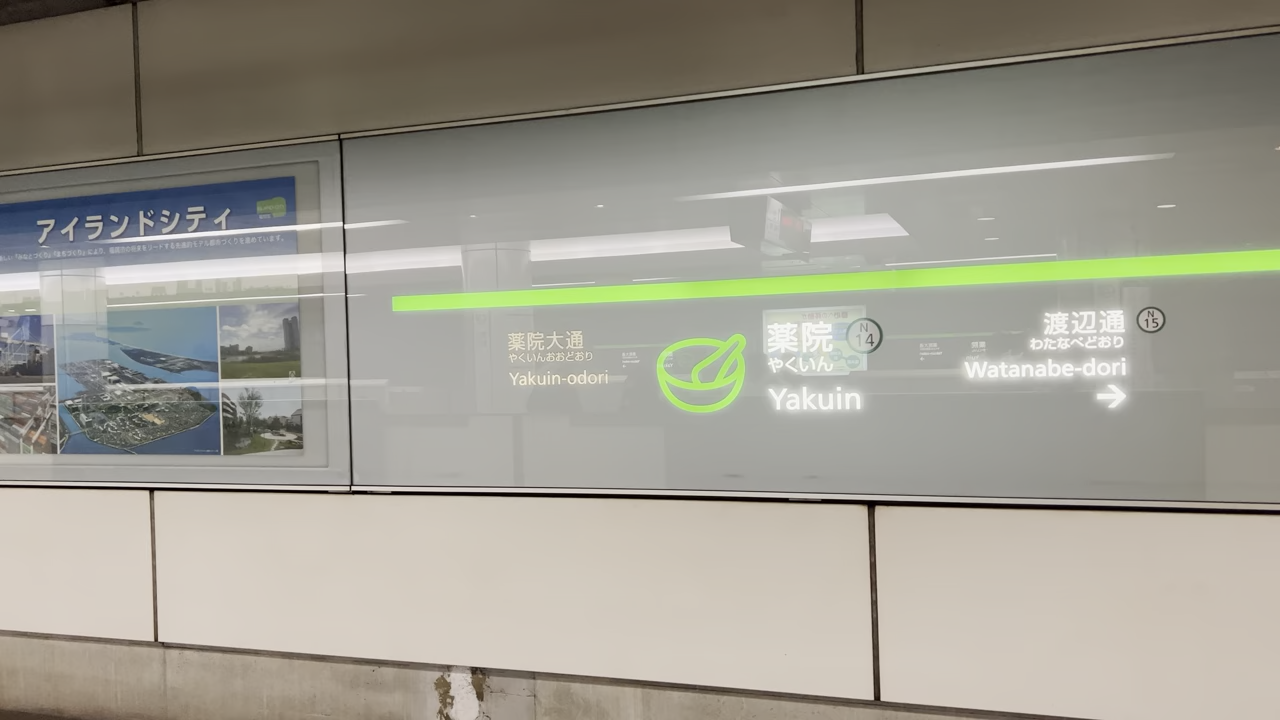 アイランドシティ
薬院大通
やくいんおおどおり
Yakuin-odori
薬院
やくいん
Yakuin
N
14
渡辺通
わたなべどおり
Watanabe-dori
N
15
→